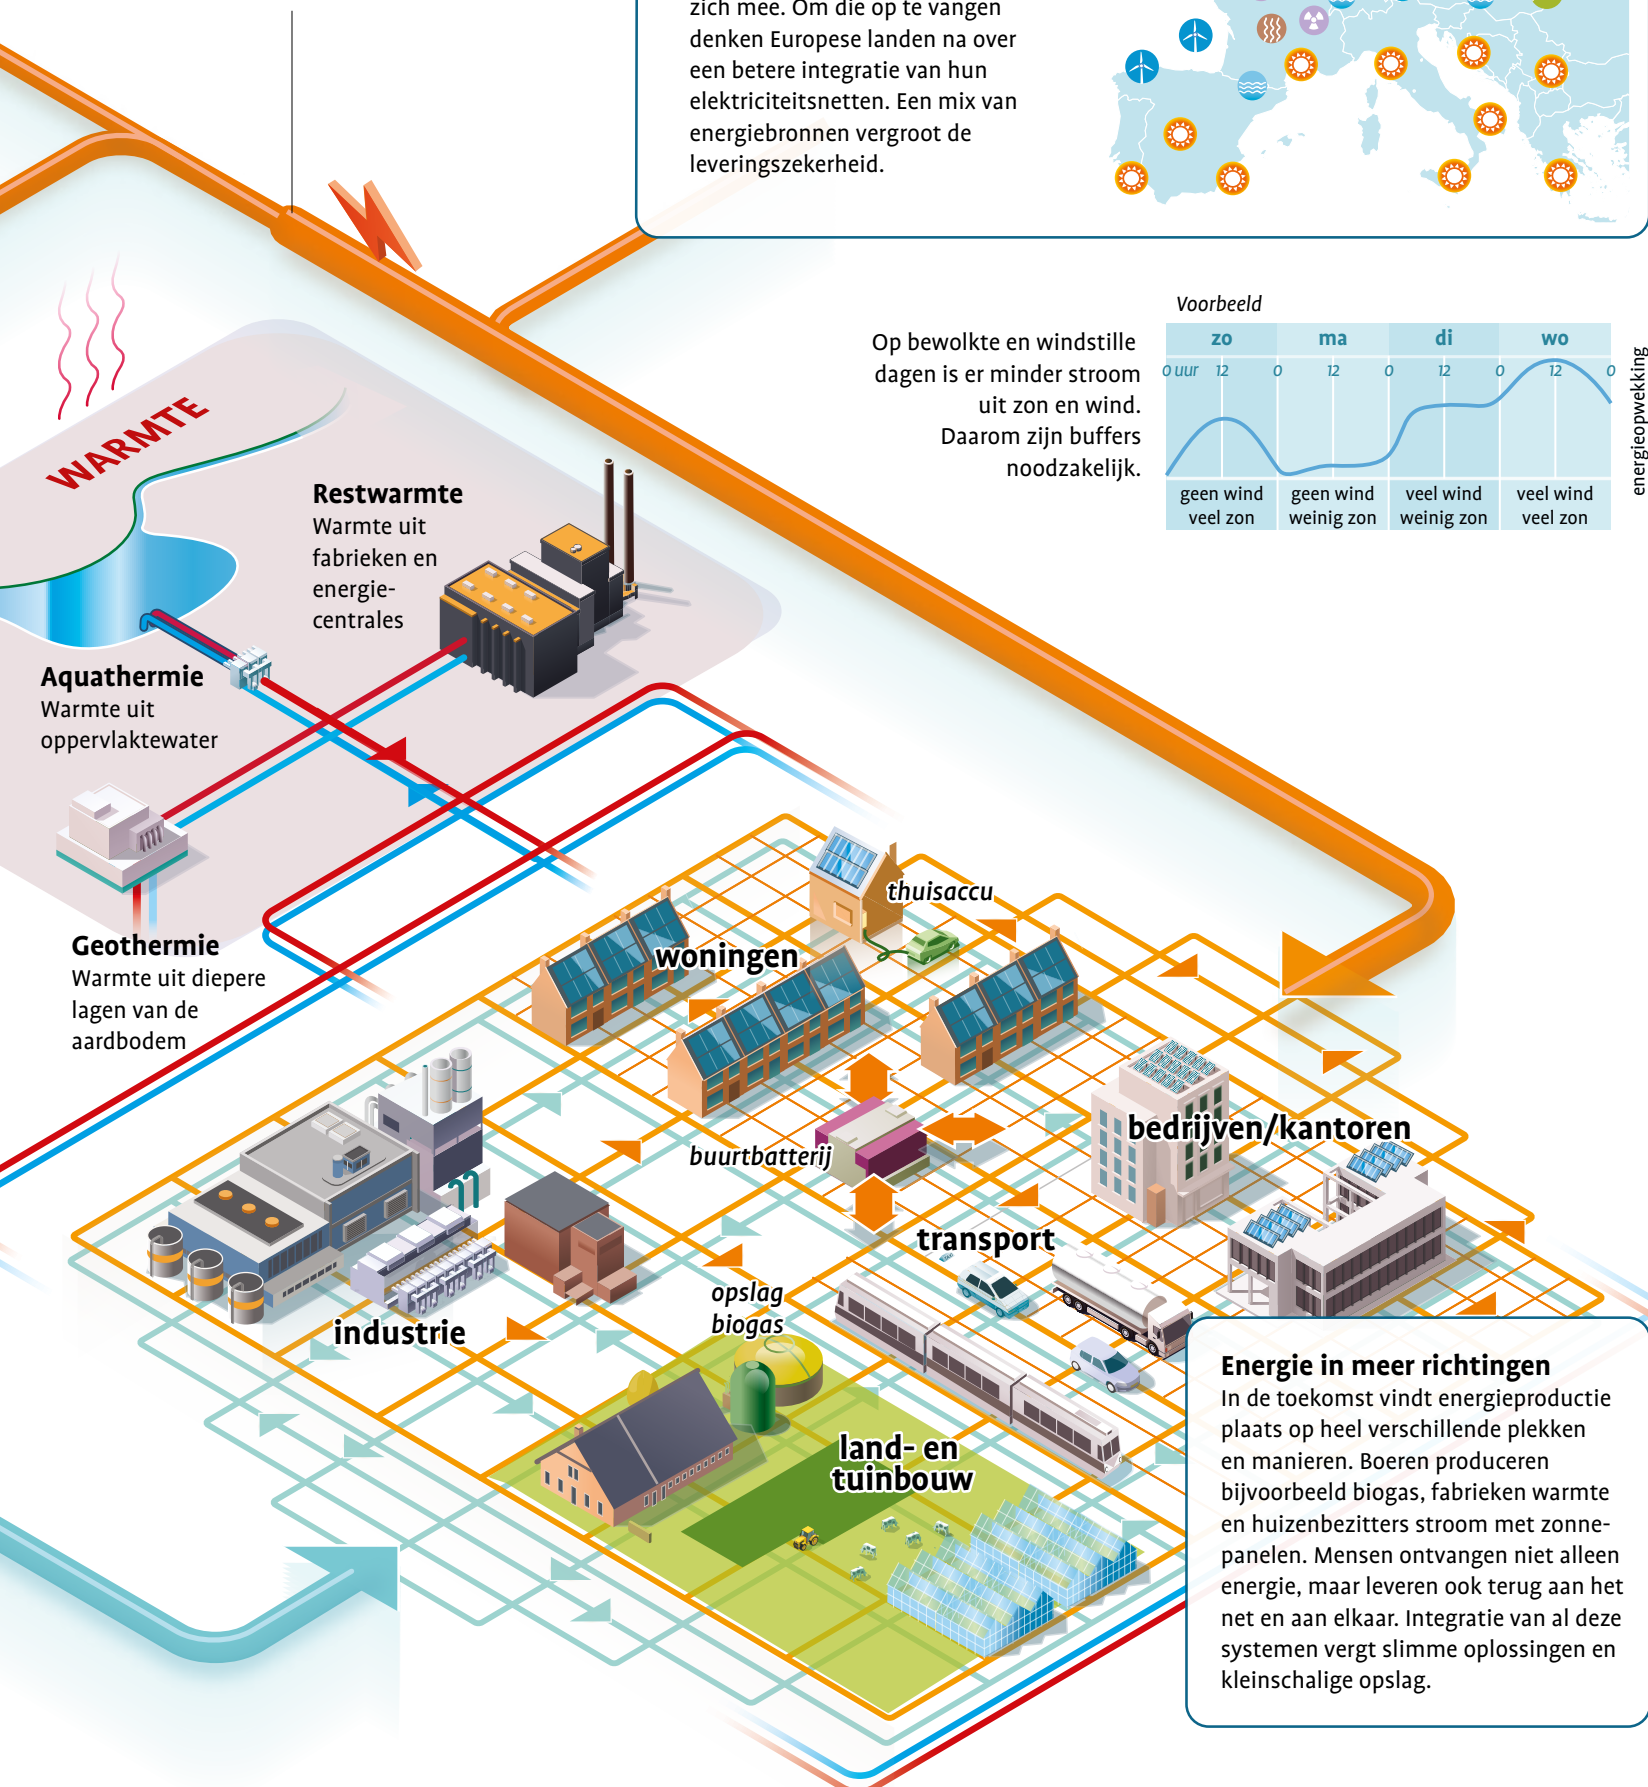 zich mee. Om die op te vangen
denken Europese landen na over
een betere integratie van hun
elektriciteitsnetten. Een mix van
energiebronnen vergroot de
leveringszekerheid.
Voorbeeld
Op bewolkte en windstille
dagen is er minder stroom
uit zon en wind.
Daarom zijn buffers
noodzakelijk.
zo ma di wo
0 uur 12 0 12 0 12 0 12 0
energieopwekking
geen wind
veel zon
geen wind
weinig zon
veel wind
weinig zon
veel wind
veel zon
WARMTE
Restwarmte
Warmte uit
fabrieken en
energie-
centrales
Aquathermie
Warmte uit
oppervlaktewater
Geothermie
Warmte uit diepere
lagen van de
aardbodem
thuisaccu
woningen
buurtbatterij
bedrijven/kantoren
transport
opslag
biogas
industrie
land- en
tuinbouw
Energie in meer richtingen
In de toekomst vindt energieproductie
plaats op heel verschillende plekken
en manieren. Boeren produceren
bijvoorbeeld biogas, fabrieken warmte
en huizenbezitters stroom met zonne-
panelen. Mensen ontvangen niet alleen
energie, maar leveren ook terug aan het
net en aan elkaar. Integratie van al deze
systemen vergt slimme oplossingen en
kleinschalige opslag.